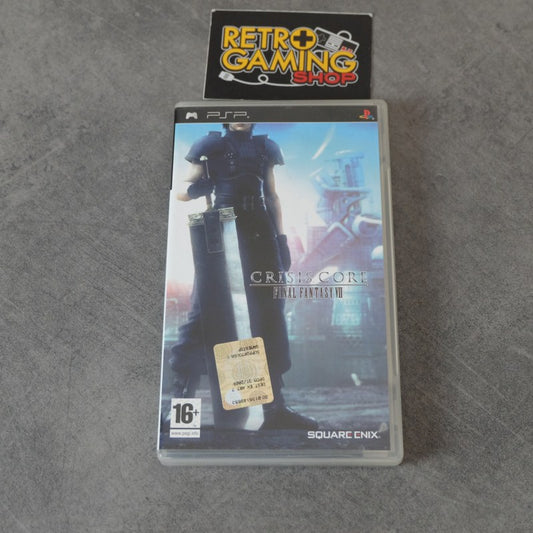 RETRO
GAMING
SHOP
PSP
CRISIS CORE
FINAL FANTASY VII
16+
www.pegi.info
SQUARE ENIX